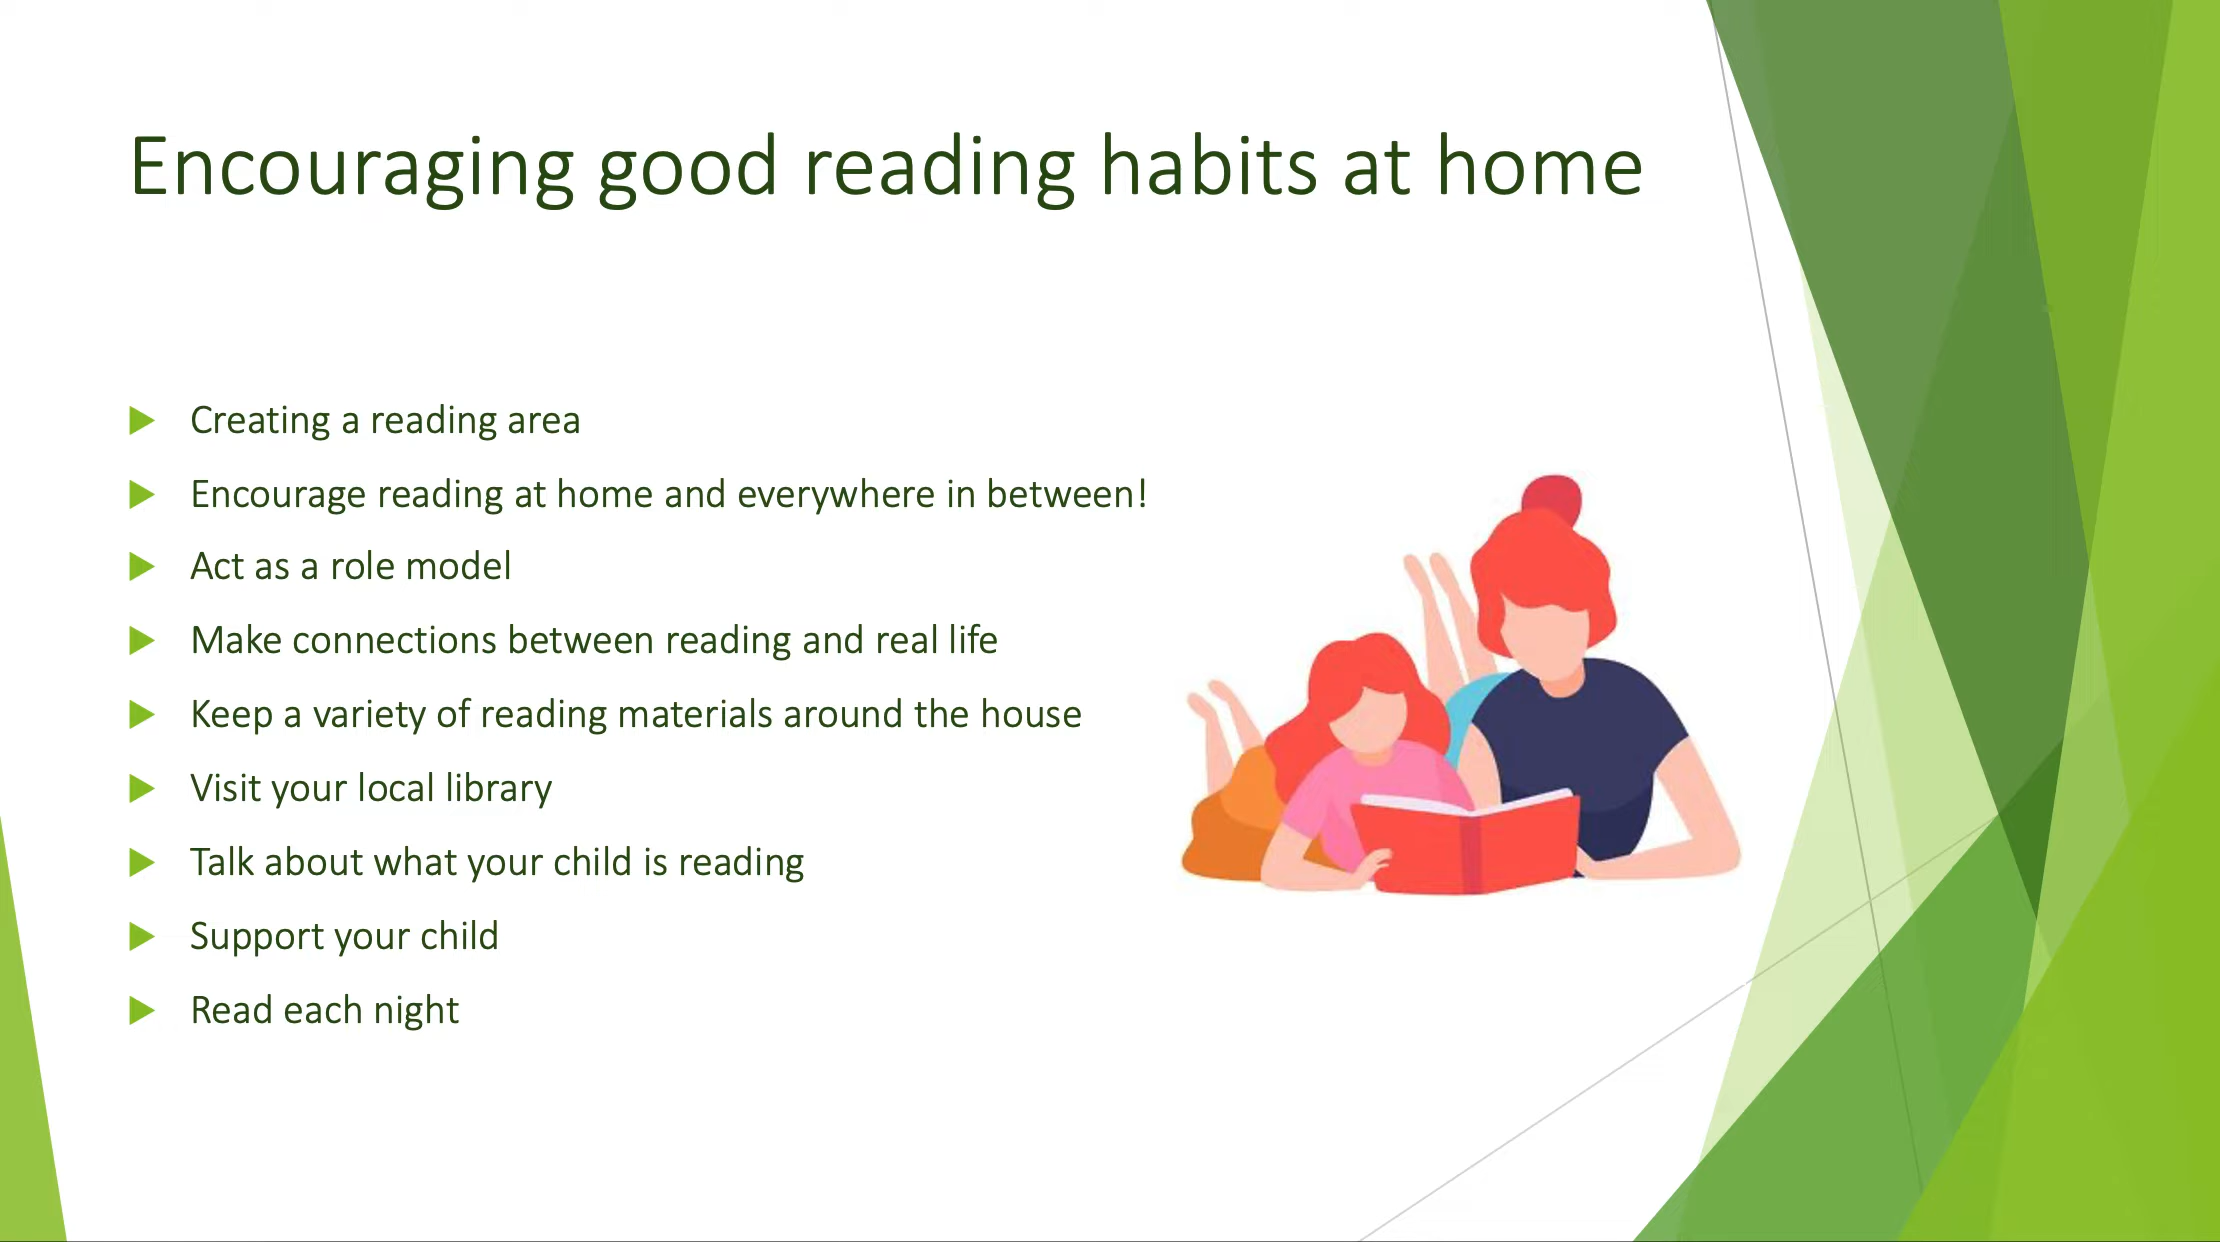 Encouraging good reading habits at home
Creating a reading area
Encourage reading at home and everywhere in between!
Act as a role model
Make connections between reading and real life
Keep a variety of reading materials around the house
Visit your local library
Talk about what your child is reading
Support your child
Read each night